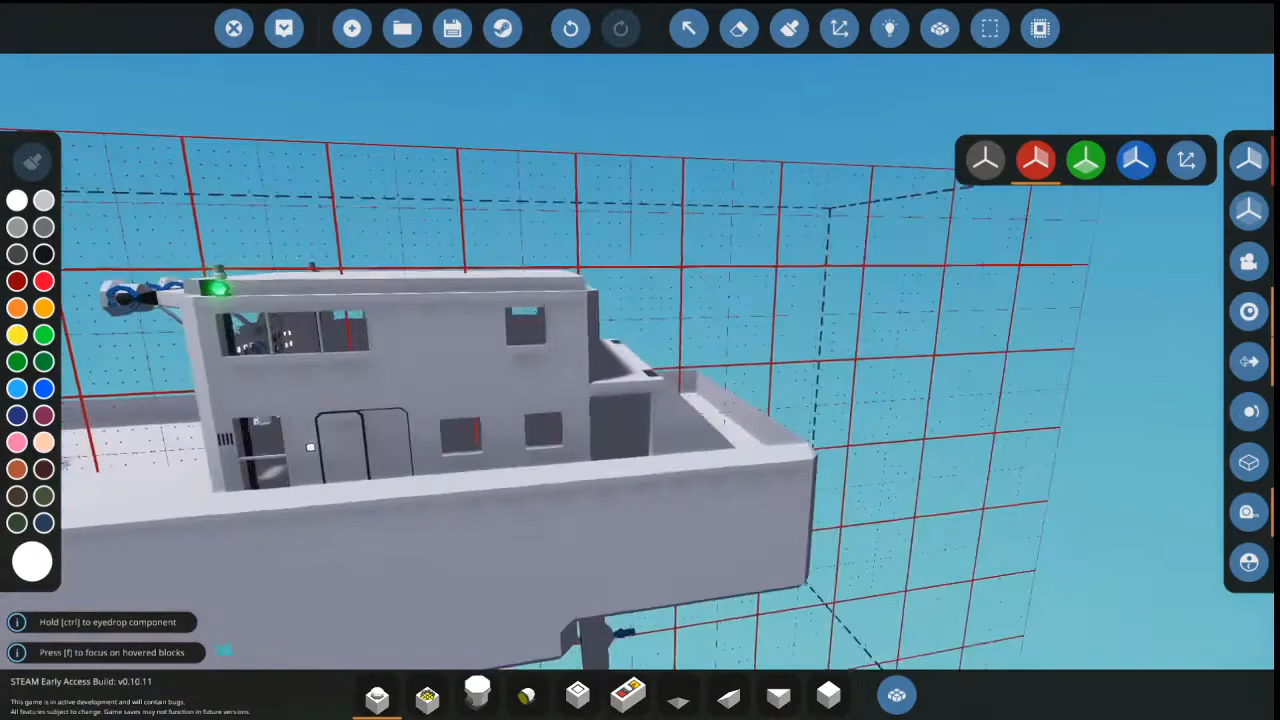 Hold [ctrl] to eyedrop component
Press [f] to focus on hovered blocks
STEAM Early Access Build: v0.10.11
This game is in active development and will contain bugs.
All features subject to change. Game saves may not function in future versions.